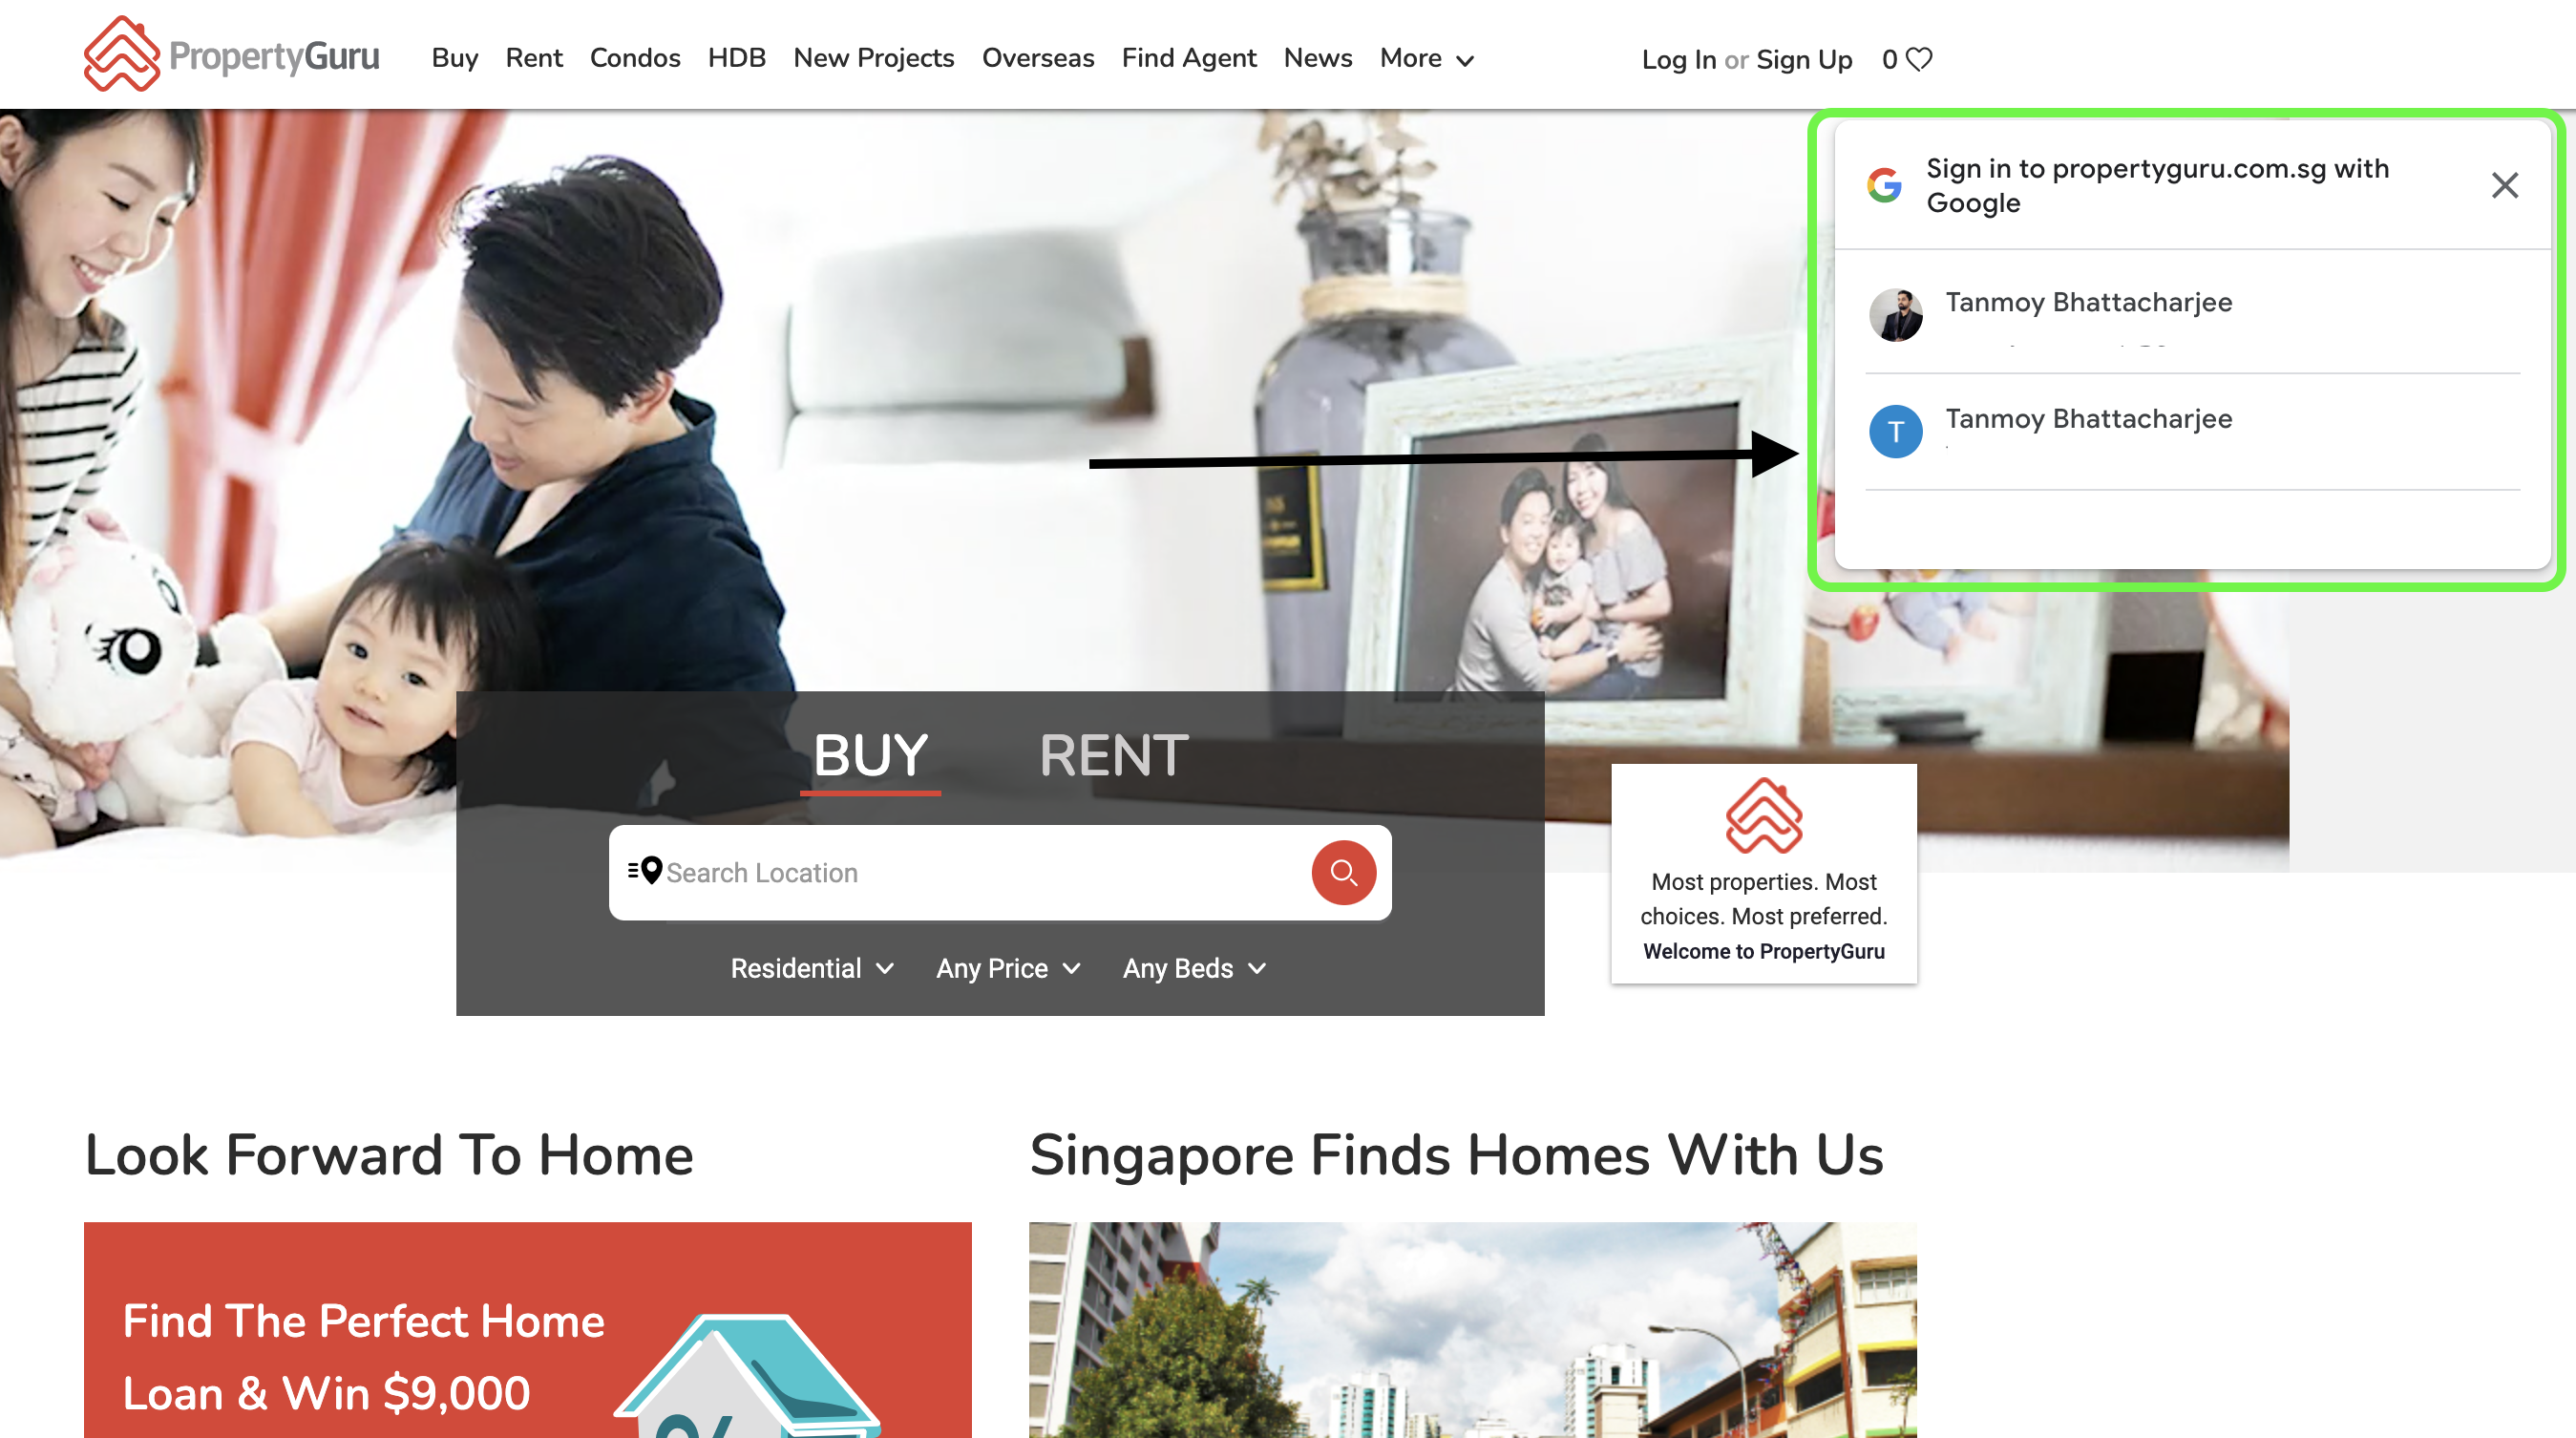 PropertyGuru
Buy Rent Condos HDB New Projects Overseas Find Agent News More
Log In or Sign Up 0
Sign in to propertyguru.com.sg with
Google
Tanmoy Bhattacharjee
T Tanmoy Bhattacharjee
BUY RENT
Search Location
Residential Any Price Any Beds
Most properties. Most
choices. Most preferred.
Welcome to PropertyGuru
Look Forward To Home
Find The Perfect Home
Loan & Win $9,000
%
Singapore Finds Homes With Us